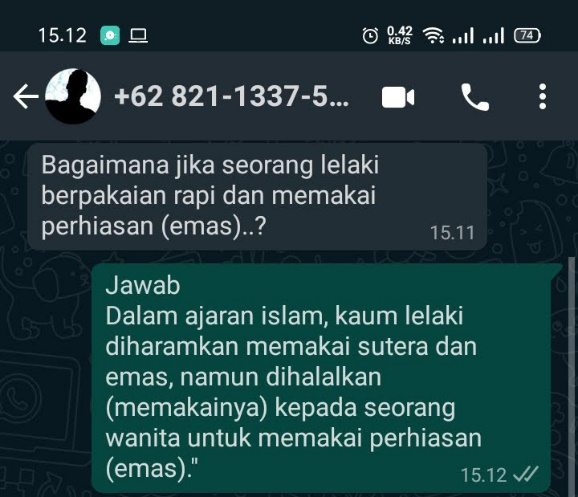 15.12
0.42
KB/S
74
+62 821-1337-5...
Bagaimana jika seorang lelaki
berpakaian rapi dan memakai
perhiasan (emas)..?
15.11
Jawab
Dalam ajaran islam, kaum lelaki
diharamkan memakai sutera dan
emas, namun dihalalkan
(memakainya) kepada seorang
wanita untuk memakai perhiasan
(emas)."
15.12